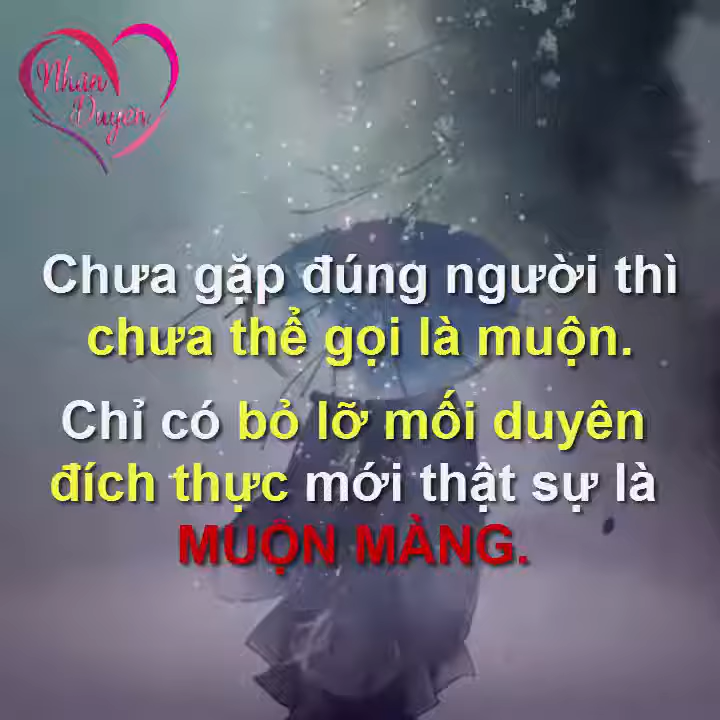 Nhân
Duyên
Chưa gặp đúng người thì
chưa thể gọi là muộn.
Chỉ có bỏ lỡ mối duyên
đích thực mới thật sự là
MUỘN MÀNG.